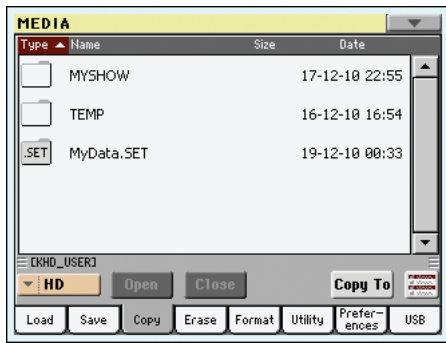 MEDIA
Type Name Size Date
MYSHOW 17-12-10 22:55
TEMP 16-12-10 16:54
.SET MyData.SET 19-12-10 00:33
[KHD_USER]
HD Open Close Copy To
Load Save Copy Erase Format Utility Prefer-ences USB